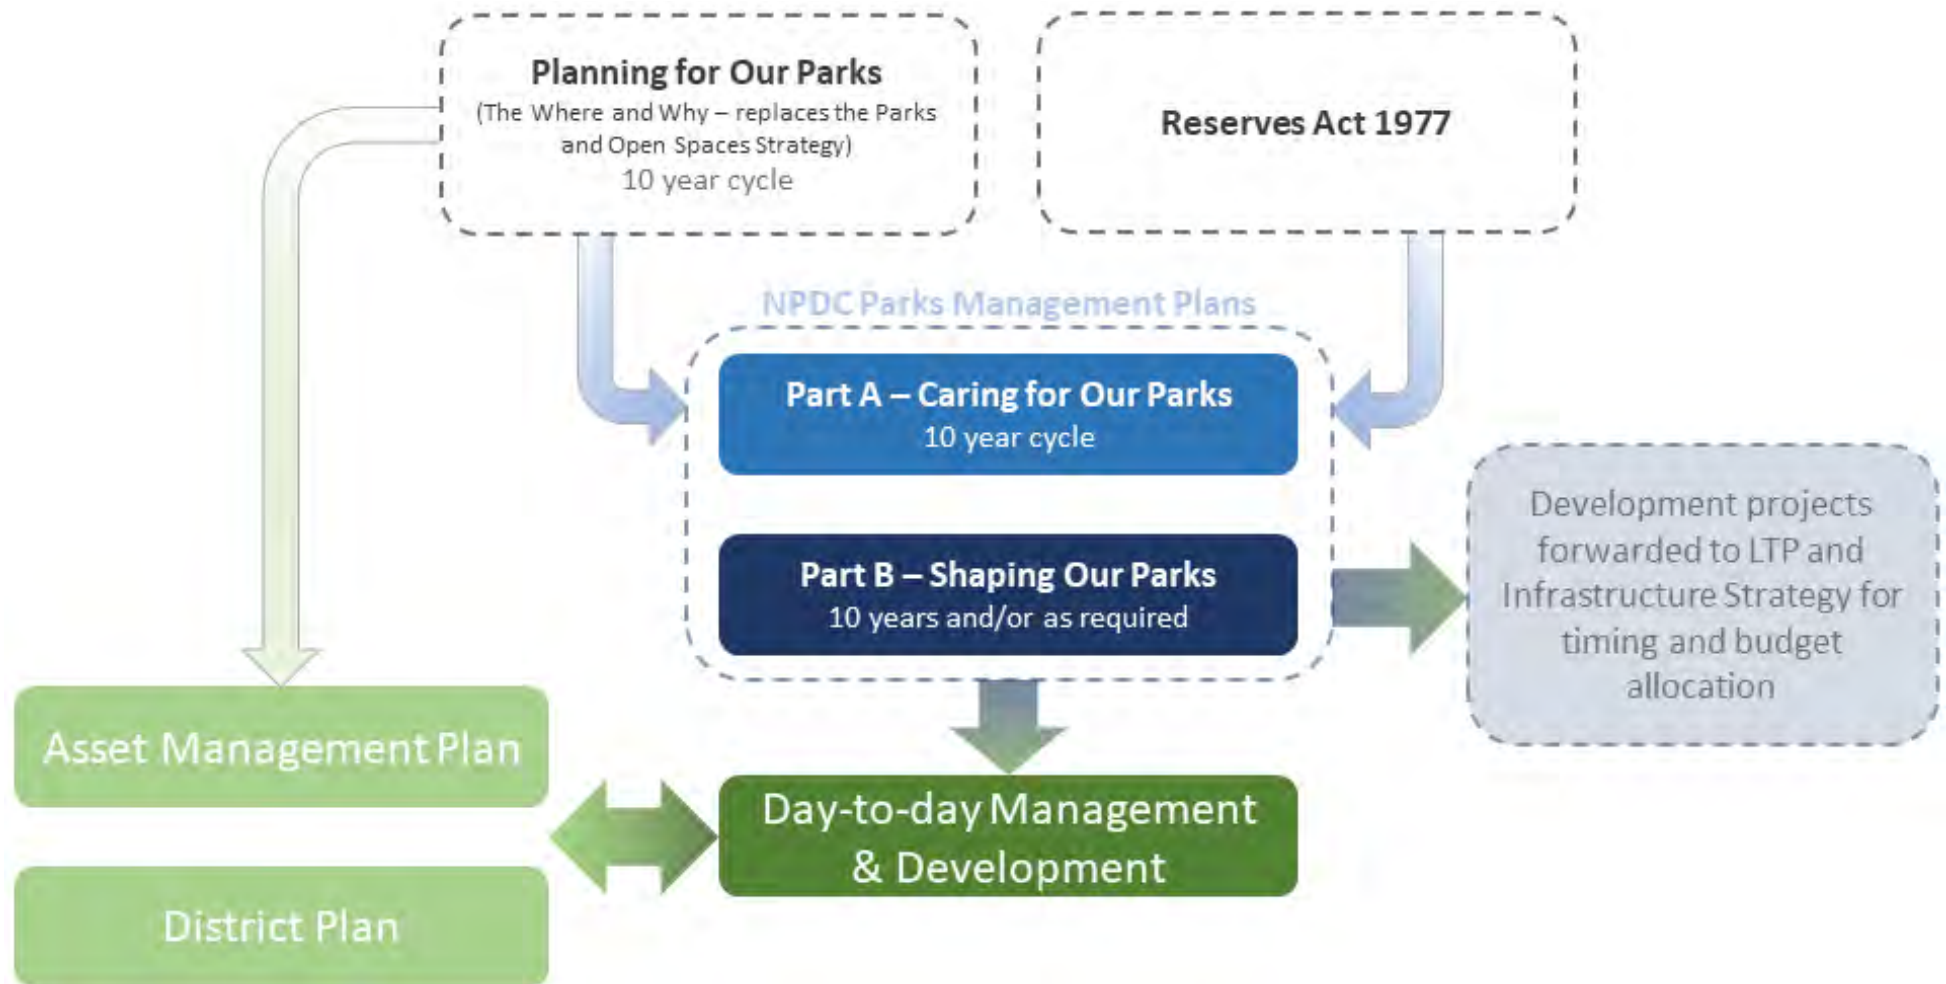 Planning for Our Parks
(The Where and Why – replaces the Parks
and Open Spaces Strategy)
10 year cycle
Reserves Act 1977
NPDC Parks Management Plans
Part A – Caring for Our Parks
10 year cycle
Part B – Shaping Our Parks
10 years and/or as required
Development projects
forwarded to LTP and
Infrastructure Strategy for
timing and budget
allocation
Asset Management Plan
Day-to-day Management
& Development
District Plan